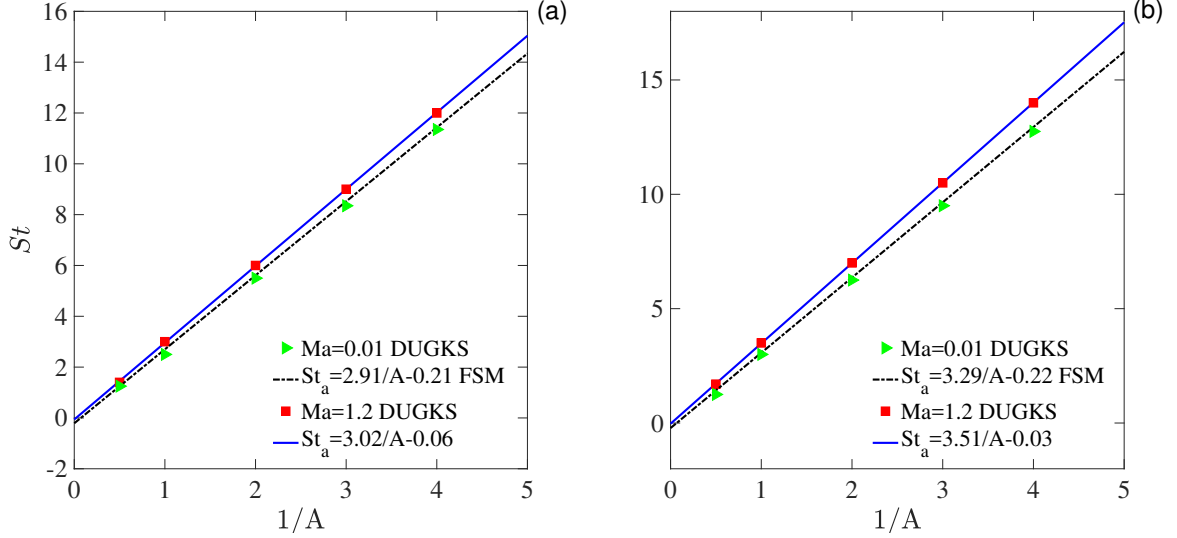 (a)
16
14
12
10
8
6
4
2
0
-2
St
0 1 2 3 4 5
1/A
Ma=0.01 DUGKS
St_a=2.91/A-0.21 FSM
Ma=1.2 DUGKS
St_a=3.02/A-0.06
(b)
15
10
5
0
0 1 2 3 4 5
1/A
Ma=0.01 DUGKS
St_a=3.29/A-0.22 FSM
Ma=1.2 DUGKS
St_a=3.51/A-0.03